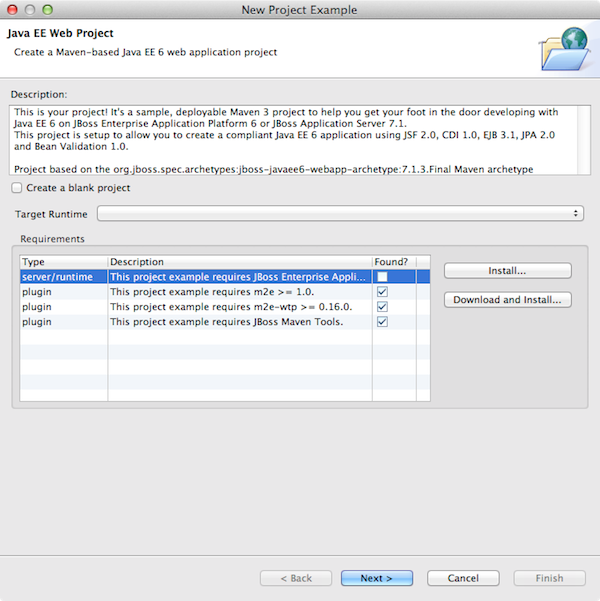 New Project Example
Java EE Web Project
Create a Maven-based Java EE 6 web application project
Description:
This is your project! It's a sample, deployable Maven 3 project to help you get your foot in the door developing with
Java EE 6 on JBoss Enterprise Application Platform 6 or JBoss Application Server 7.1.
This project is setup to allow you to create a compliant Java EE 6 application using JSF 2.0, CDI 1.0, EJB 3.1, JPA 2.0
and Bean Validation 1.0.
Project based on the org.jboss.spec.archetypes:jboss-javaee6-webapp-archetype:7.1.3.Final Maven archetype
Create a blank project
Target Runtime
Requirements
Type Description Found?
server/runtime This project example requires JBoss Enterprise Appli...
plugin This project example requires m2e >= 1.0.
plugin This project example requires m2e-wtp >= 0.16.0.
plugin This project example requires JBoss Maven Tools.
Install...
Download and Install...
< Back Next > Cancel Finish